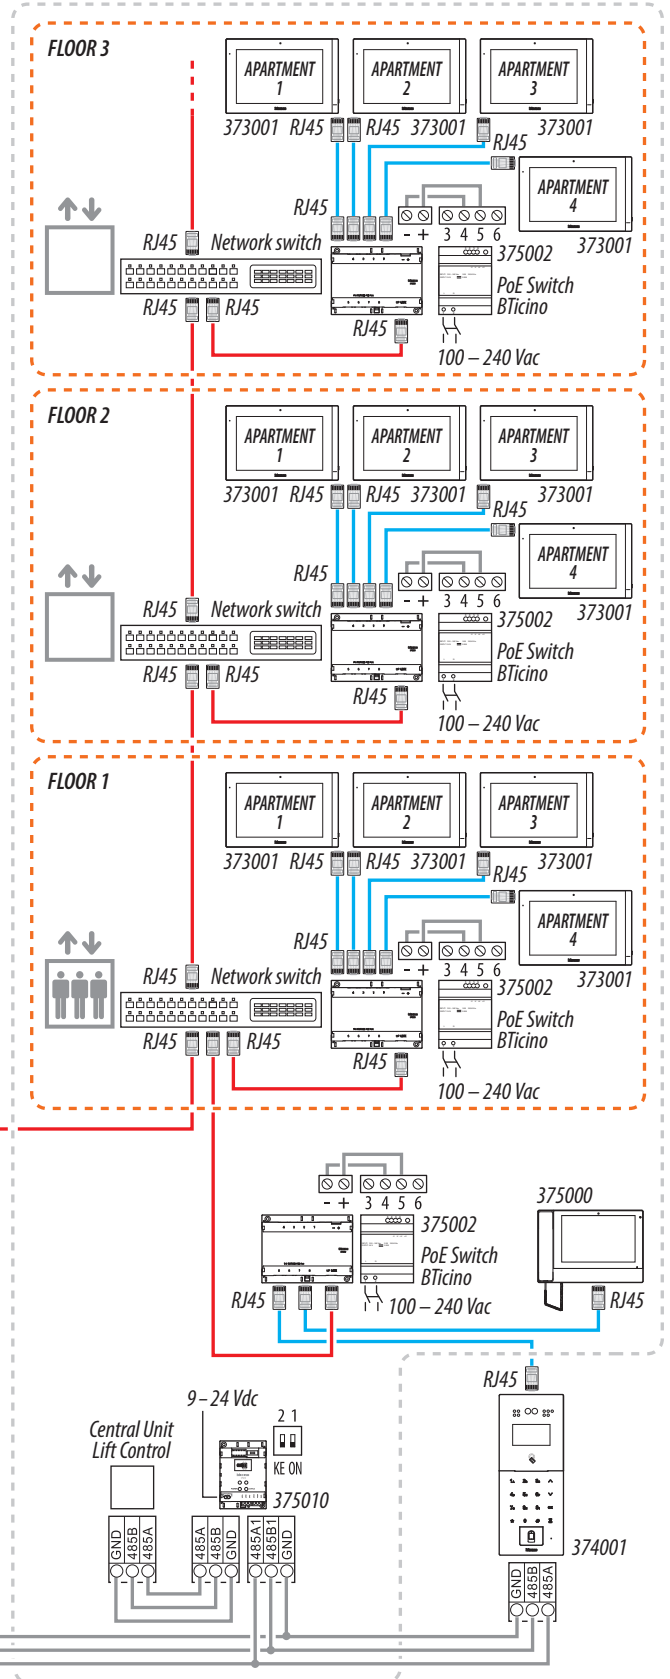 FLOOR 3
APARTMENT 1
APARTMENT 2
APARTMENT 3
373001 RJ45 RJ45 373001 373001
RJ45
APARTMENT 4
373001
RJ45
- + 3 4 5 6
RJ45 Network switch
375002
PoE Switch
BTicino
RJ45 RJ45
RJ45
100 – 240 Vac
FLOOR 2
APARTMENT 1
APARTMENT 2
APARTMENT 3
373001 RJ45 RJ45 373001 373001
RJ45
APARTMENT 4
373001
RJ45
- + 3 4 5 6
RJ45 Network switch
375002
PoE Switch
BTicino
RJ45 RJ45
RJ45
100 – 240 Vac
FLOOR 1
APARTMENT 1
APARTMENT 2
APARTMENT 3
373001 RJ45 RJ45 373001 373001
RJ45
APARTMENT 4
373001
RJ45
- + 3 4 5 6
RJ45 Network switch
375002
PoE Switch
BTicino
RJ45 RJ45
RJ45
100 – 240 Vac
- + 3 4 5 6
375000
375002
PoE Switch
BTicino
RJ45
100 – 240 Vac
RJ45
RJ45
9 – 24 Vdc
Central Unit
Lift Control
2 1
KE ON
375010
374001
GND
485B
485A
485A
485B
GND
485A1
485B1
GND
GND
485B
485A